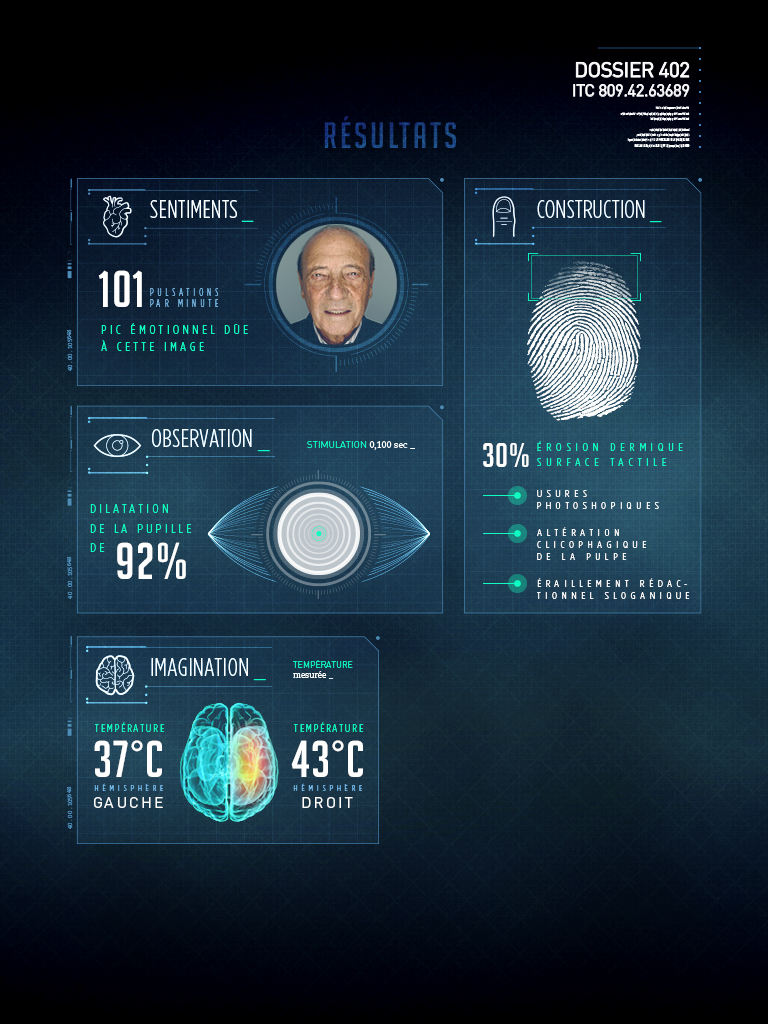 DOSSIER 402
ITC 809.42.63689
RÉSULTATS
SENTIMENTS _
101 PULSATIONS
PAR MINUTE
PIC ÉMOTIONNEL DÛE
À CETTE IMAGE
CONSTRUCTION _
30% ÉROSION DERMIQUE
SURFACE TACTILE
USURES
PHOTOSHOPIQUES
ALTÉRATION
CLICOPHAGIQUE
DE LA PULPE
ÉRAILLEMENT RÉDAC-
TIONNEL SLOGANIQUE
OBSERVATION _
STIMULATION 0,100 sec _
DILATATION
DE LA PUPILLE
DE 92%
IMAGINATION _
TEMPÉRATURE
mesurée _
TEMPÉRATURE
37°C
HÉMISPHÈRE
GAUCHE
TEMPÉRATURE
43°C
HÉMISPHÈRE
DROIT